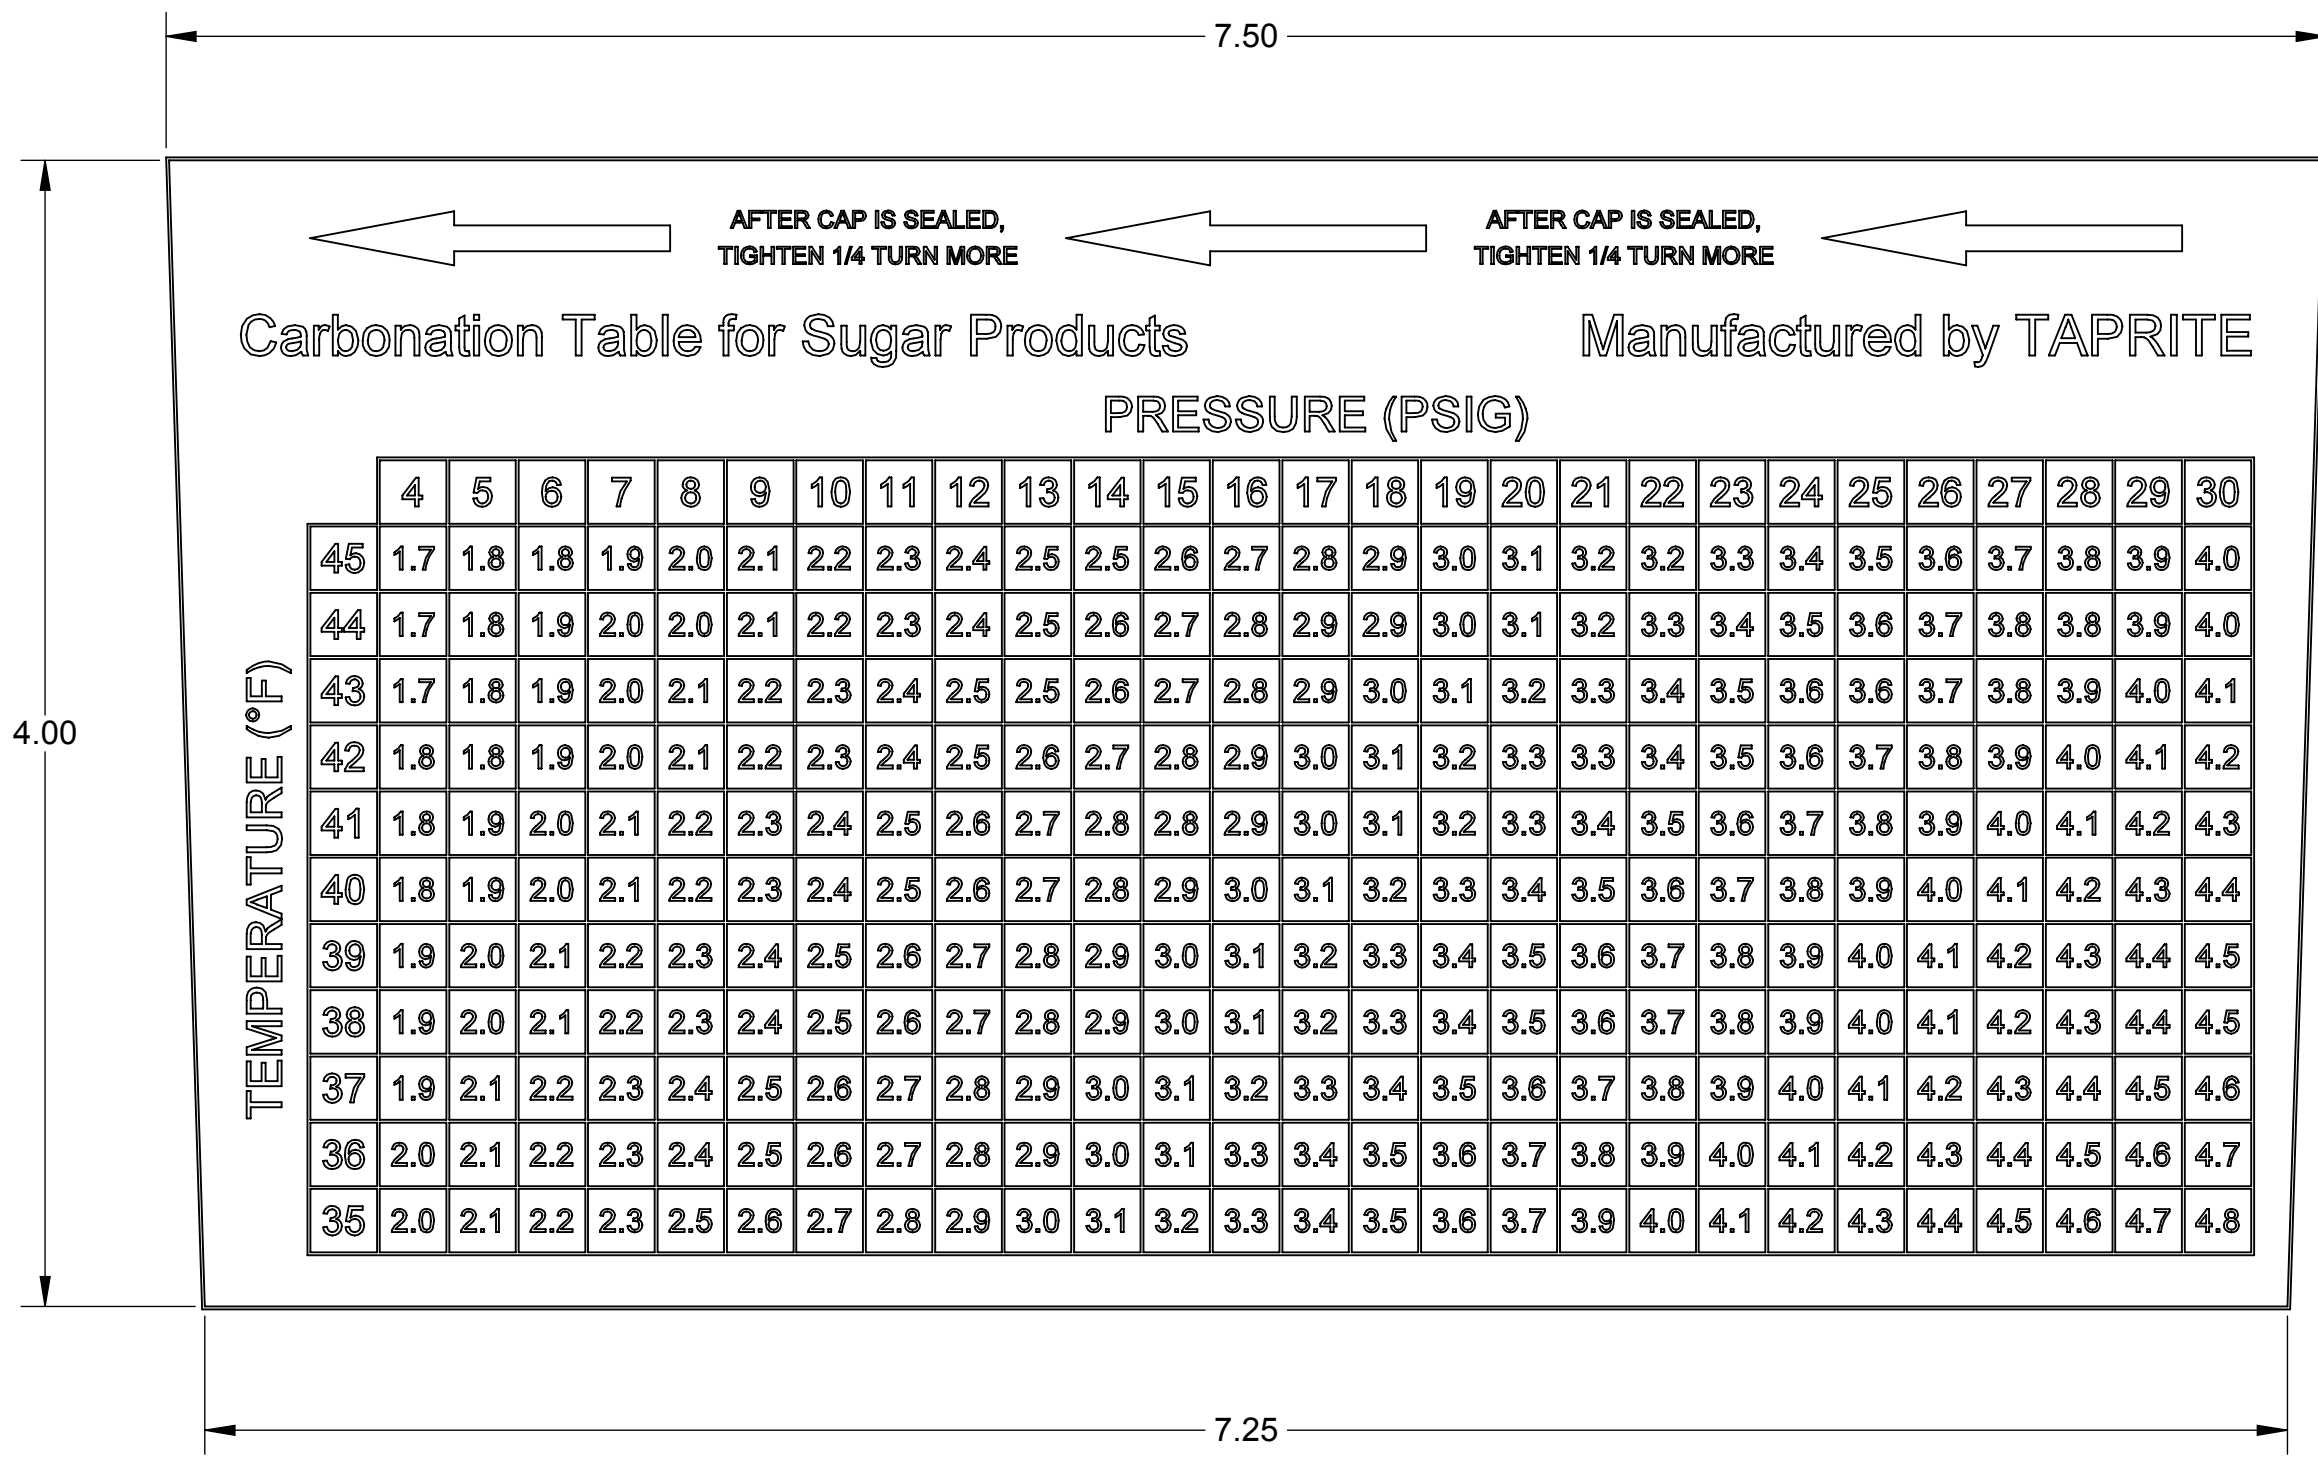 7.50
AFTER CAP IS SEALED, AFTER CAP IS SEALED,
TIGHTEN 1/4 TURN MORE TIGHTEN 1/4 TURN MORE
Carbonation Table for Sugar Products Manufactured by TAPRITE
PRESSURE (PSIG)
4 5 6 7 8 9 10 11 12 13 14 15 16 17 18 19 20 21 22 23 24 25 26 27 28 29 30
45 1.7 1.8 1.8 1.9 2.0 2.1 2.2 2.3 2.4 2.5 2.5 2.6 2.7 2.8 2.9 3.0 3.1 3.2 3.2 3.3 3.4 3.5 3.6 3.7 3.8 3.9 4.0
44 1.7 1.8 1.9 2.0 2.0 2.1 2.2 2.3 2.4 2.5 2.6 2.7 2.8 2.9 2.9 3.0 3.1 3.2 3.3 3.4 3.5 3.6 3.7 3.8 3.8 3.9 4.0
43 1.7 1.8 1.9 2.0 2.1 2.2 2.3 2.4 2.5 2.5 2.6 2.7 2.8 2.9 3.0 3.1 3.2 3.3 3.4 3.5 3.6 3.6 3.7 3.8 3.9 4.0 4.1
42 1.8 1.8 1.9 2.0 2.1 2.2 2.3 2.4 2.5 2.6 2.7 2.8 2.9 3.0 3.1 3.2 3.3 3.3 3.4 3.5 3.6 3.7 3.8 3.9 4.0 4.1 4.2
41 1.8 1.9 2.0 2.1 2.2 2.3 2.4 2.5 2.6 2.7 2.8 2.8 2.9 3.0 3.1 3.2 3.3 3.4 3.5 3.6 3.7 3.8 3.9 4.0 4.1 4.2 4.3
40 1.8 1.9 2.0 2.1 2.2 2.3 2.4 2.5 2.6 2.7 2.8 2.9 3.0 3.1 3.2 3.3 3.4 3.5 3.6 3.7 3.8 3.9 4.0 4.1 4.2 4.3 4.4
39 1.9 2.0 2.1 2.2 2.3 2.4 2.5 2.6 2.7 2.8 2.9 3.0 3.1 3.2 3.3 3.4 3.5 3.6 3.7 3.8 3.9 4.0 4.1 4.2 4.3 4.4 4.5
38 1.9 2.0 2.1 2.2 2.3 2.4 2.5 2.6 2.7 2.8 2.9 3.0 3.1 3.2 3.3 3.4 3.5 3.6 3.7 3.8 3.9 4.0 4.1 4.2 4.3 4.4 4.5
37 1.9 2.1 2.2 2.3 2.4 2.5 2.6 2.7 2.8 2.9 3.0 3.1 3.2 3.3 3.4 3.5 3.6 3.7 3.8 3.9 4.0 4.1 4.2 4.3 4.4 4.5 4.6
36 2.0 2.1 2.2 2.3 2.4 2.5 2.6 2.7 2.8 2.9 3.0 3.1 3.3 3.4 3.5 3.6 3.7 3.8 3.9 4.0 4.1 4.2 4.3 4.4 4.5 4.6 4.7
35 2.0 2.1 2.2 2.3 2.5 2.6 2.7 2.8 2.9 3.0 3.1 3.2 3.3 3.4 3.5 3.6 3.7 3.9 4.0 4.1 4.2 4.3 4.4 4.5 4.6 4.7 4.8
TEMPERATURE (°F)
4.00
7.25